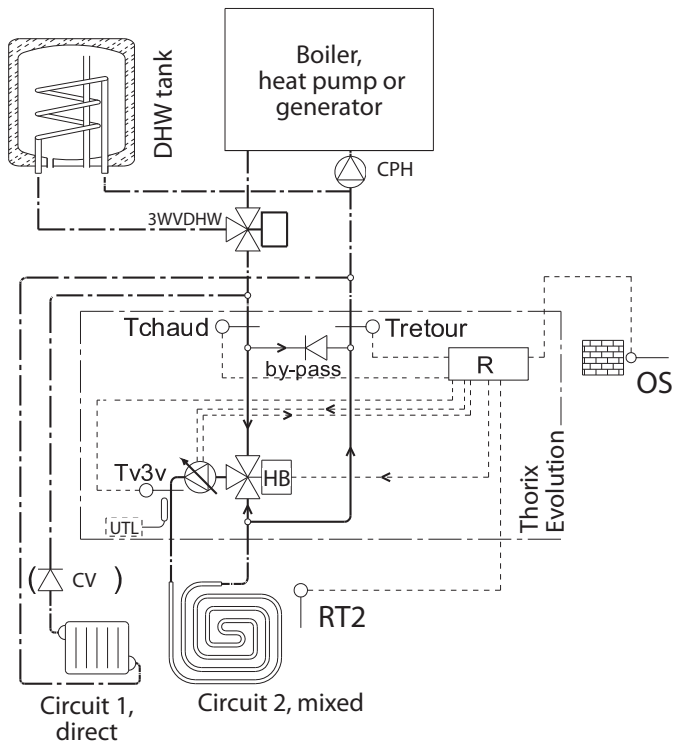 Boiler,
heat pump or
generator
DHW tank
CPH
3WVDHW
Tchaud
Tretour
by-pass
R
OS
Tv3v
HB
UTL
Thorix
Evolution
( CV )
RT2
Circuit 1,
direct
Circuit 2, mixed